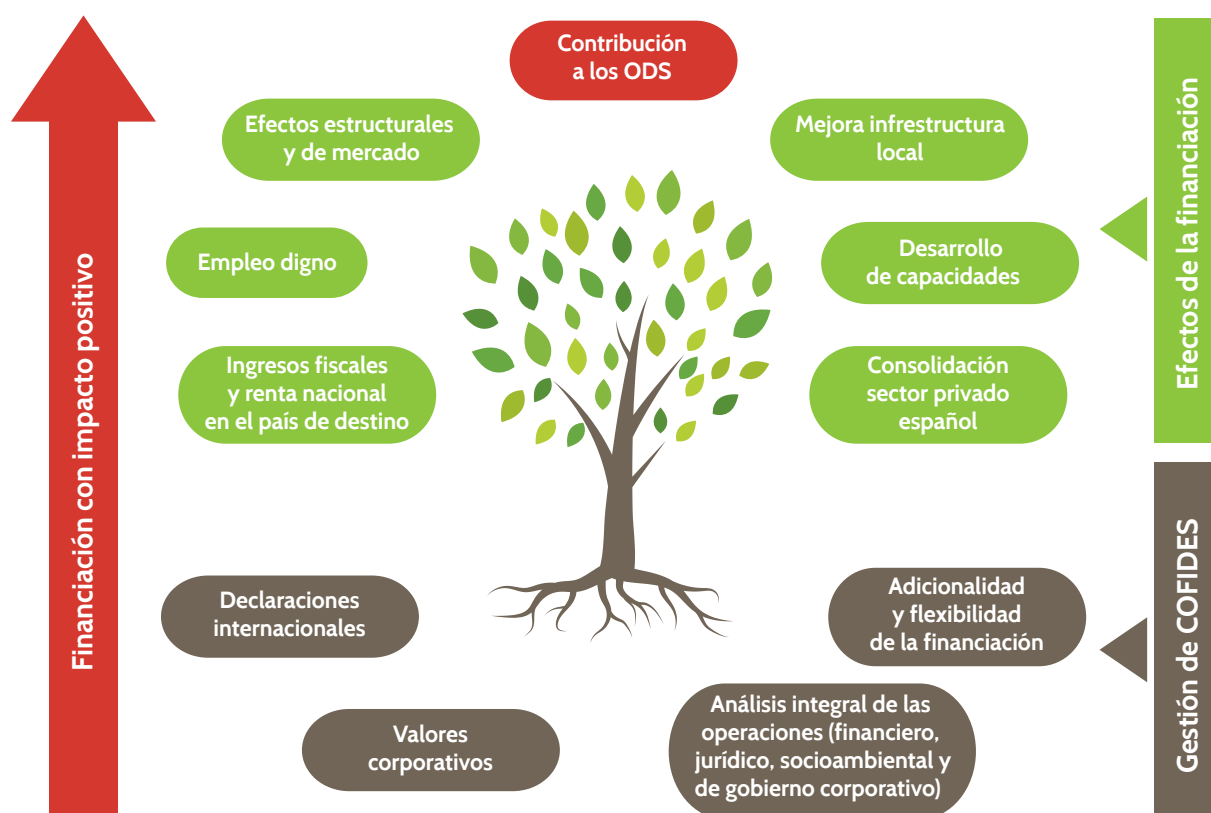 Contribución
a los ODS
Efectos estructurales
y de mercado
Mejora infrestructura
local
Empleo digno
Desarrollo
de capacidades
Ingresos fiscales
y renta nacional
en el país de destino
Consolidación
sector privado
español
Declaraciones
internacionales
Adicionalidad
y flexibilidad
de la financiación
Valores
corporativos
Análisis integral de las
operaciones (financiero,
jurídico, socioambiental y
de gobierno corporativo)
Financiación con impacto positivo
Efectos de la financiación
Gestión de COFIDES